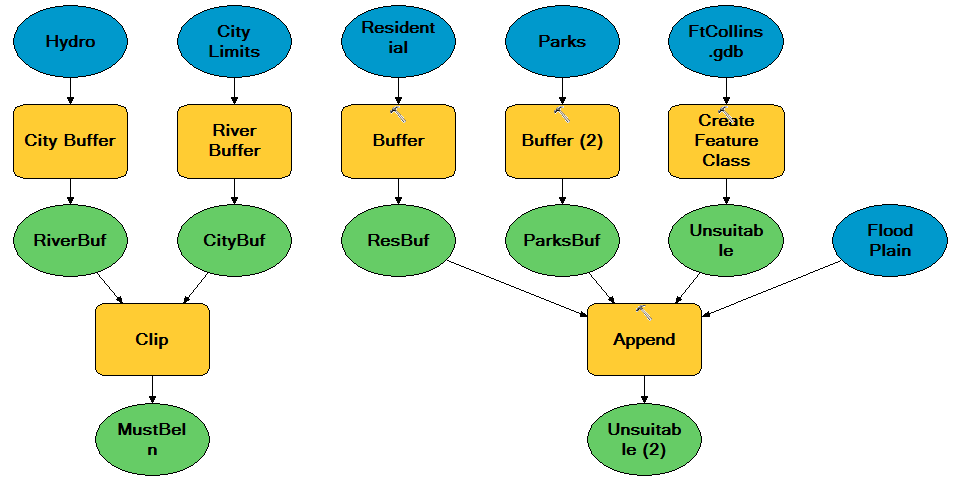 Hydro
City
Limits
Resident
ial
Parks
FtCollins
.gdb
City Buffer
River
Buffer
Buffer
Buffer (2)
Create
Feature
Class
RiverBuf
CityBuf
ResBuf
ParksBuf
Unsuitab
le
Flood
Plain
Clip
Append
MustBeI
n
Unsuitab
le (2)